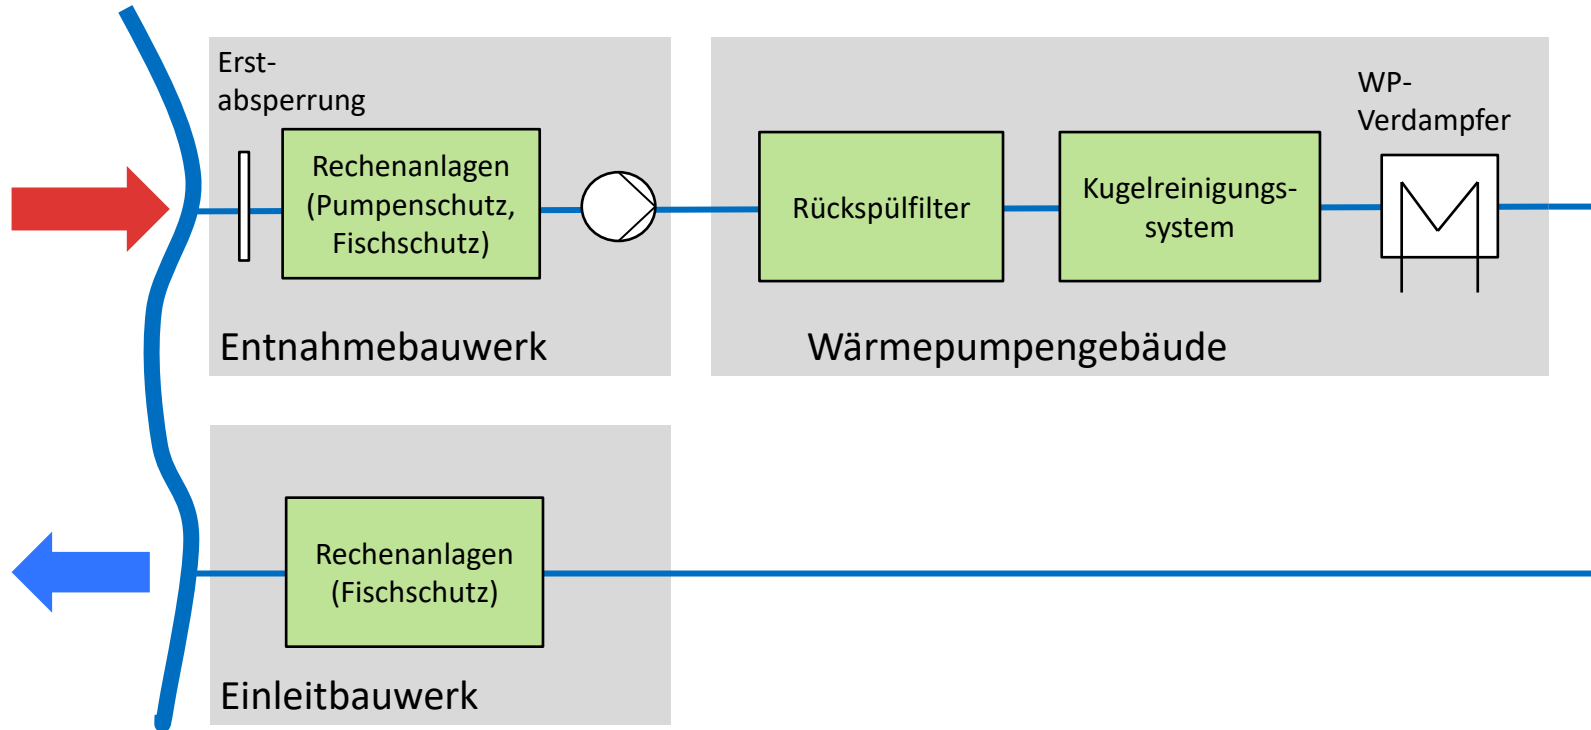 Erst-
absperrung
Rechenanlagen
(Pumpenschutz,
Fischschutz)
Entnahmebauwerk
Rückspülfilter
Kugelreinigungs-
system
WP-
Verdampfer
Wärmepumpengebäude
Rechenanlagen
(Fischschutz)
Einleitbauwerk